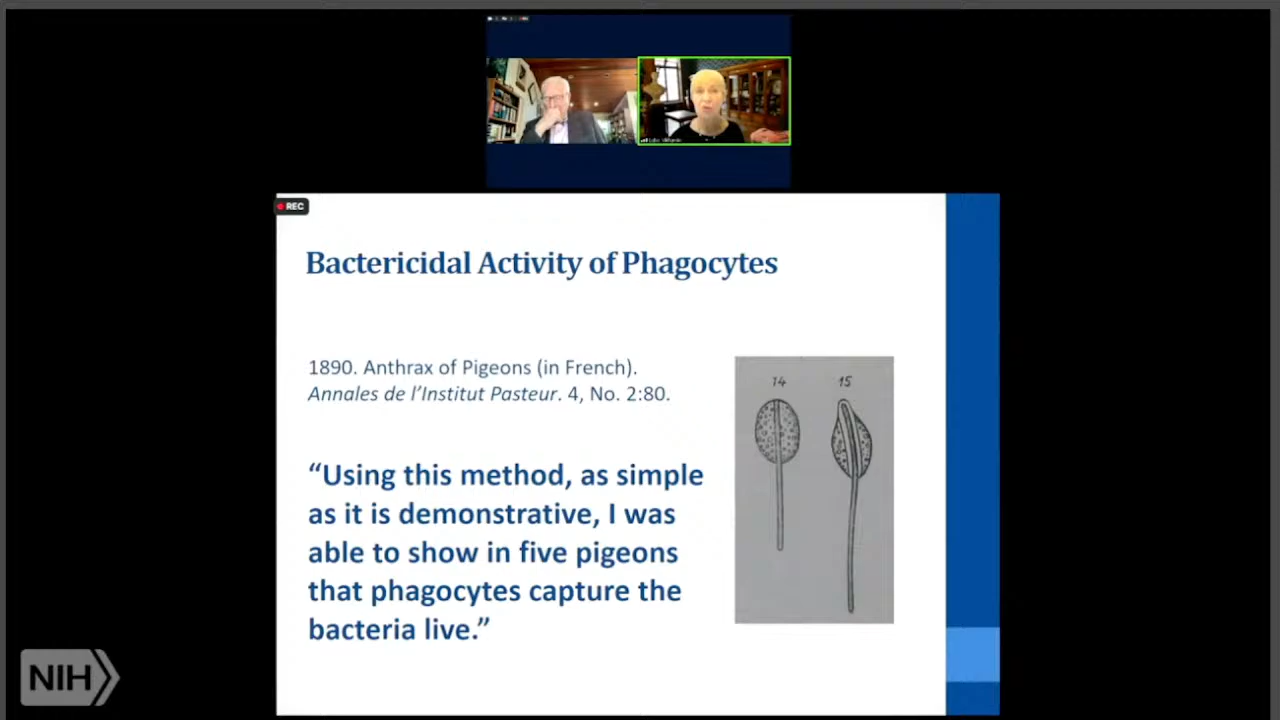 REC
Bactericidal Activity of Phagocytes
1890. Anthrax of Pigeons (in French).
Annales de l’Institut Pasteur. 4, No. 2:80.
“Using this method, as simple
as it is demonstrative, I was
able to show in five pigeons
that phagocytes capture the
bacteria live.”
14 15
NIH